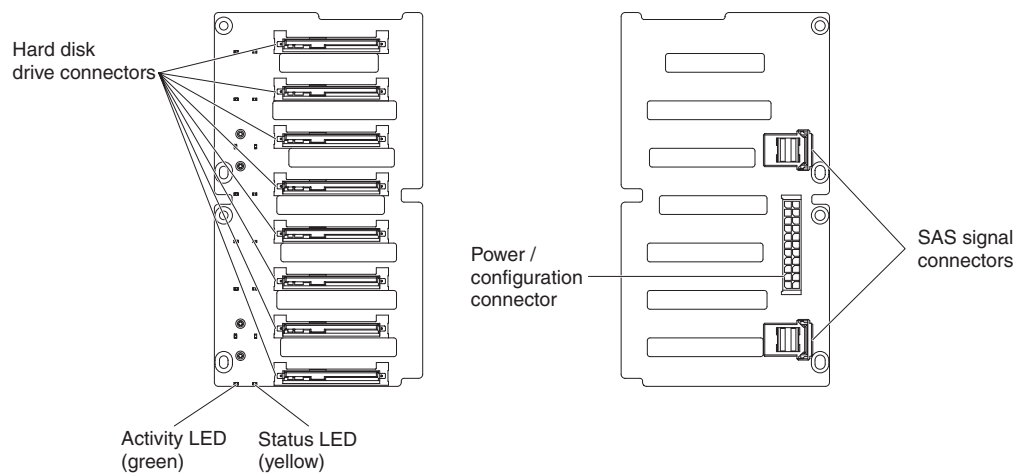 Hard disk
drive connectors
Power /
configuration
connector
SAS signal
connectors
Activity LED
(green)
Status LED
(yellow)